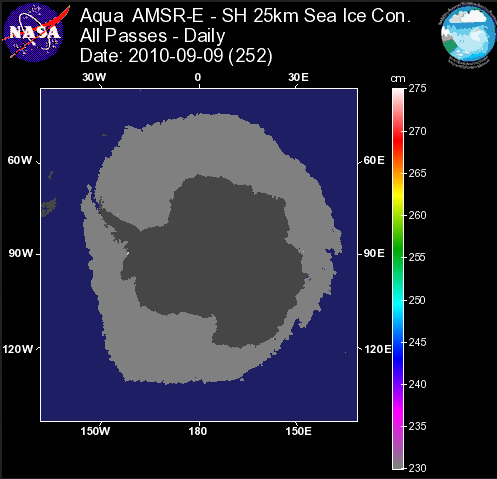 NASA
Aqua AMSR-E - SH 25km Sea Ice Con.
All Passes - Daily
Date: 2010-09-09 (252)
30W 0 30E
cm
275
270
265
260
255
250
245
240
235
230
60W 60E
90W 90E
120W 120E
150W 180 150E